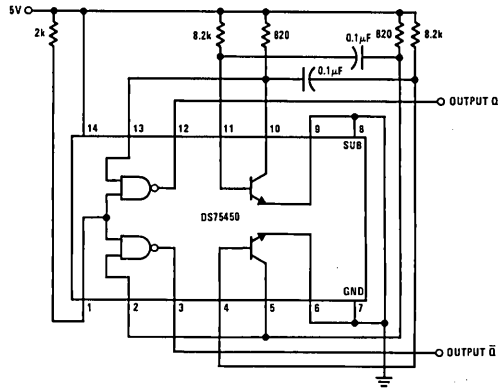 5V
2k
8.2k
820
820
8.2k
0.1µF
0.1µF
OUTPUT Q
14
13
12
11
10
9
8
SUB
DS75450
GND
1
2
3
4
5
6
7
OUTPUT Q̄